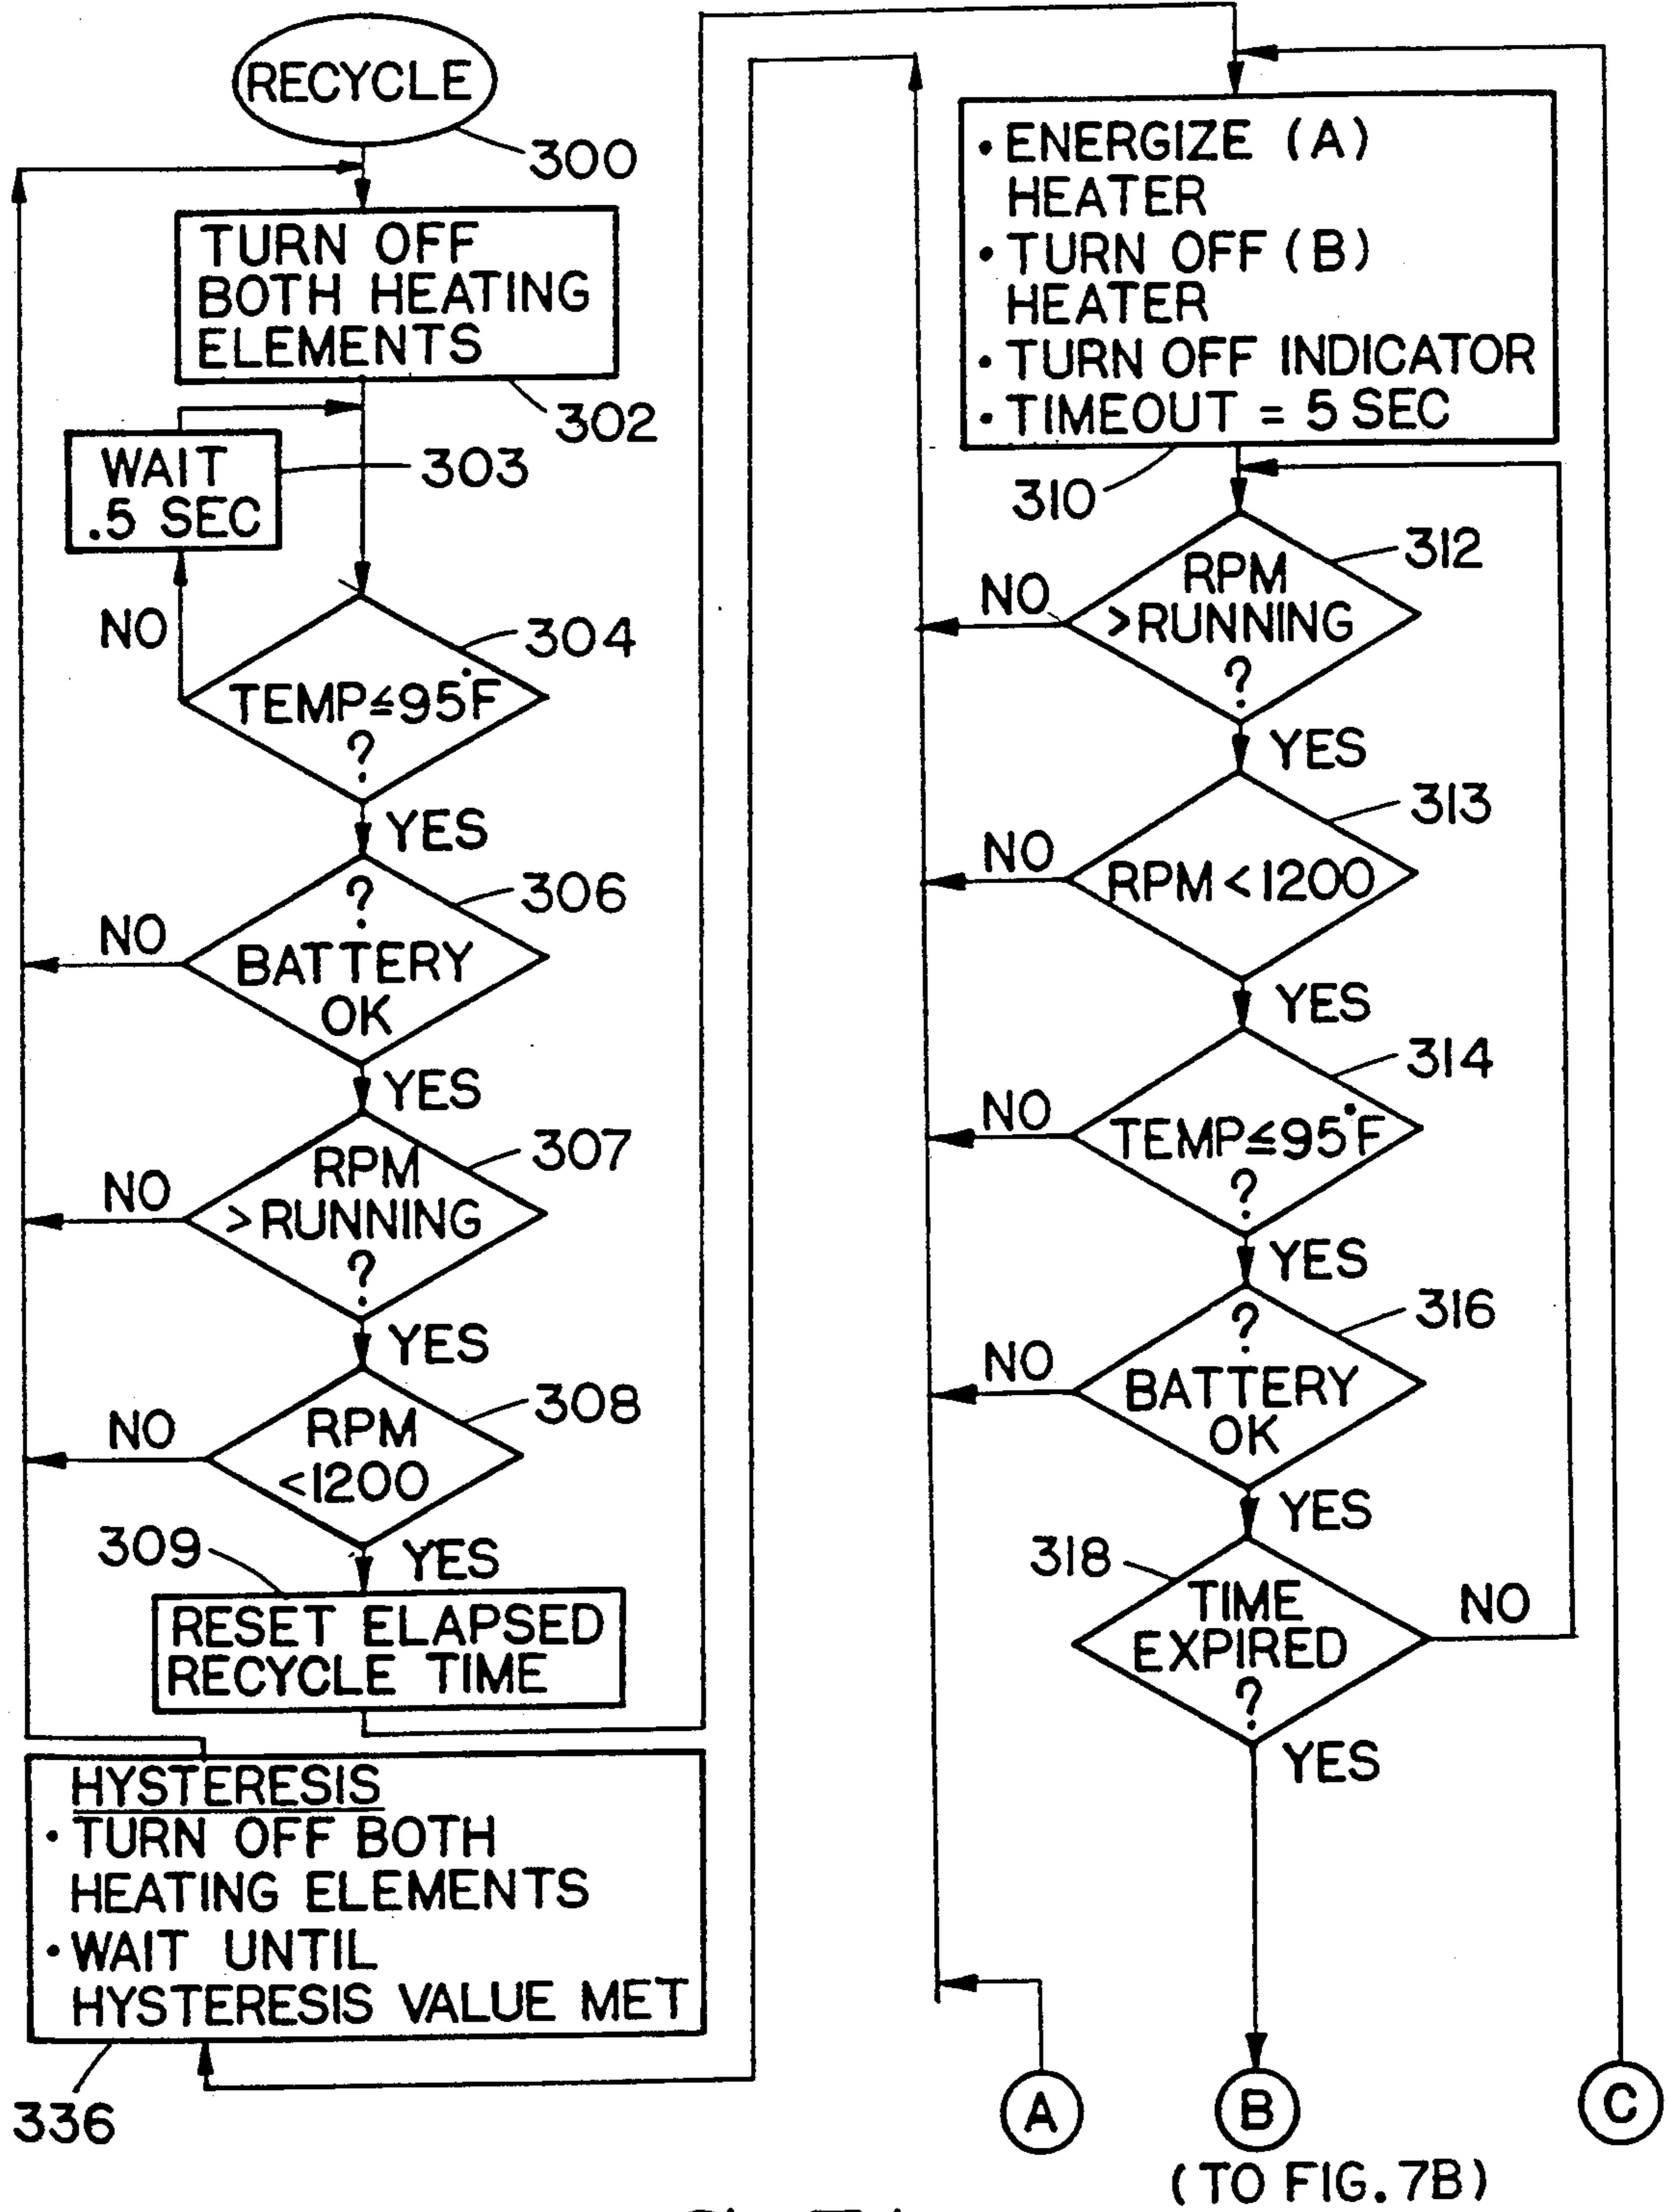 RECYCLE
300
TURN OFF
BOTH HEATING
ELEMENTS
302
WAIT
.5 SEC
303
NO
304
TEMP≤95°F
?
YES
306
?
BATTERY
OK
NO
YES
307
RPM
>RUNNING
?
NO
YES
308
RPM
<1200
NO
309
YES
RESET ELAPSED
RECYCLE TIME
HYSTERESIS
• TURN OFF BOTH
HEATING ELEMENTS
• WAIT UNTIL
HYSTERESIS VALUE MET
336
• ENERGIZE (A)
HEATER
• TURN OFF (B)
HEATER
• TURN OFF INDICATOR
• TIMEOUT = 5 SEC
310
312
RPM
>RUNNING
?
NO
YES
313
RPM<1200
NO
YES
314
TEMP≤95°F
?
NO
YES
316
?
BATTERY
OK
NO
YES
318
TIME
EXPIRED
?
NO
YES
A
B
C
(TO FIG. 7B)